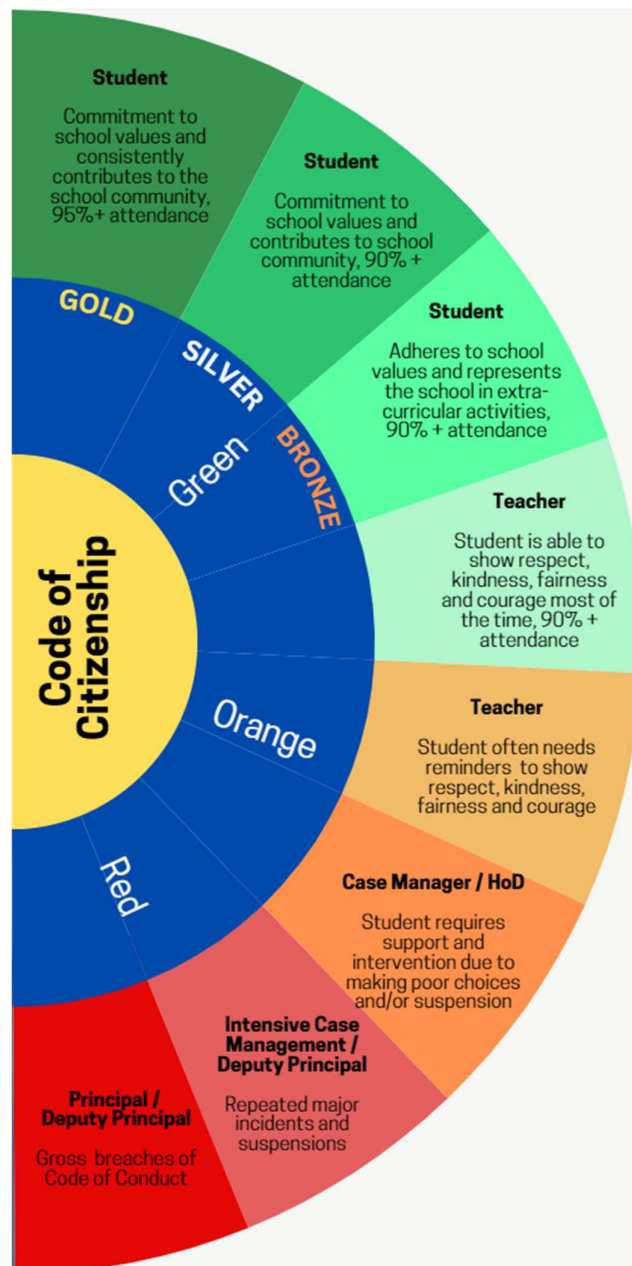 Student
Commitment to
school values and
consistently
contributes to the
school community,
95%+ attendance
Student
Commitment to
school values and
contributes to school
community, 90% +
attendance
Student
Adheres to school
values and represents
the school in extra-
curricular activities,
90% + attendance
Teacher
Student is able to
show respect,
kindness, fairness
and courage most of
the time, 90% +
attendance
Teacher
Student often needs
reminders to show
respect, kindness,
fairness and courage
Case Manager / HoD
Student requires
support and
intervention due to
making poor choices
and/or suspension
Intensive Case
Management /
Deputy Principal
Repeated major
incidents and
suspensions
Principal /
Deputy Principal
Gross breaches of
Code of Conduct
GOLD
SILVER
BRONZE
Green
Orange
Red
Code of
Citizenship